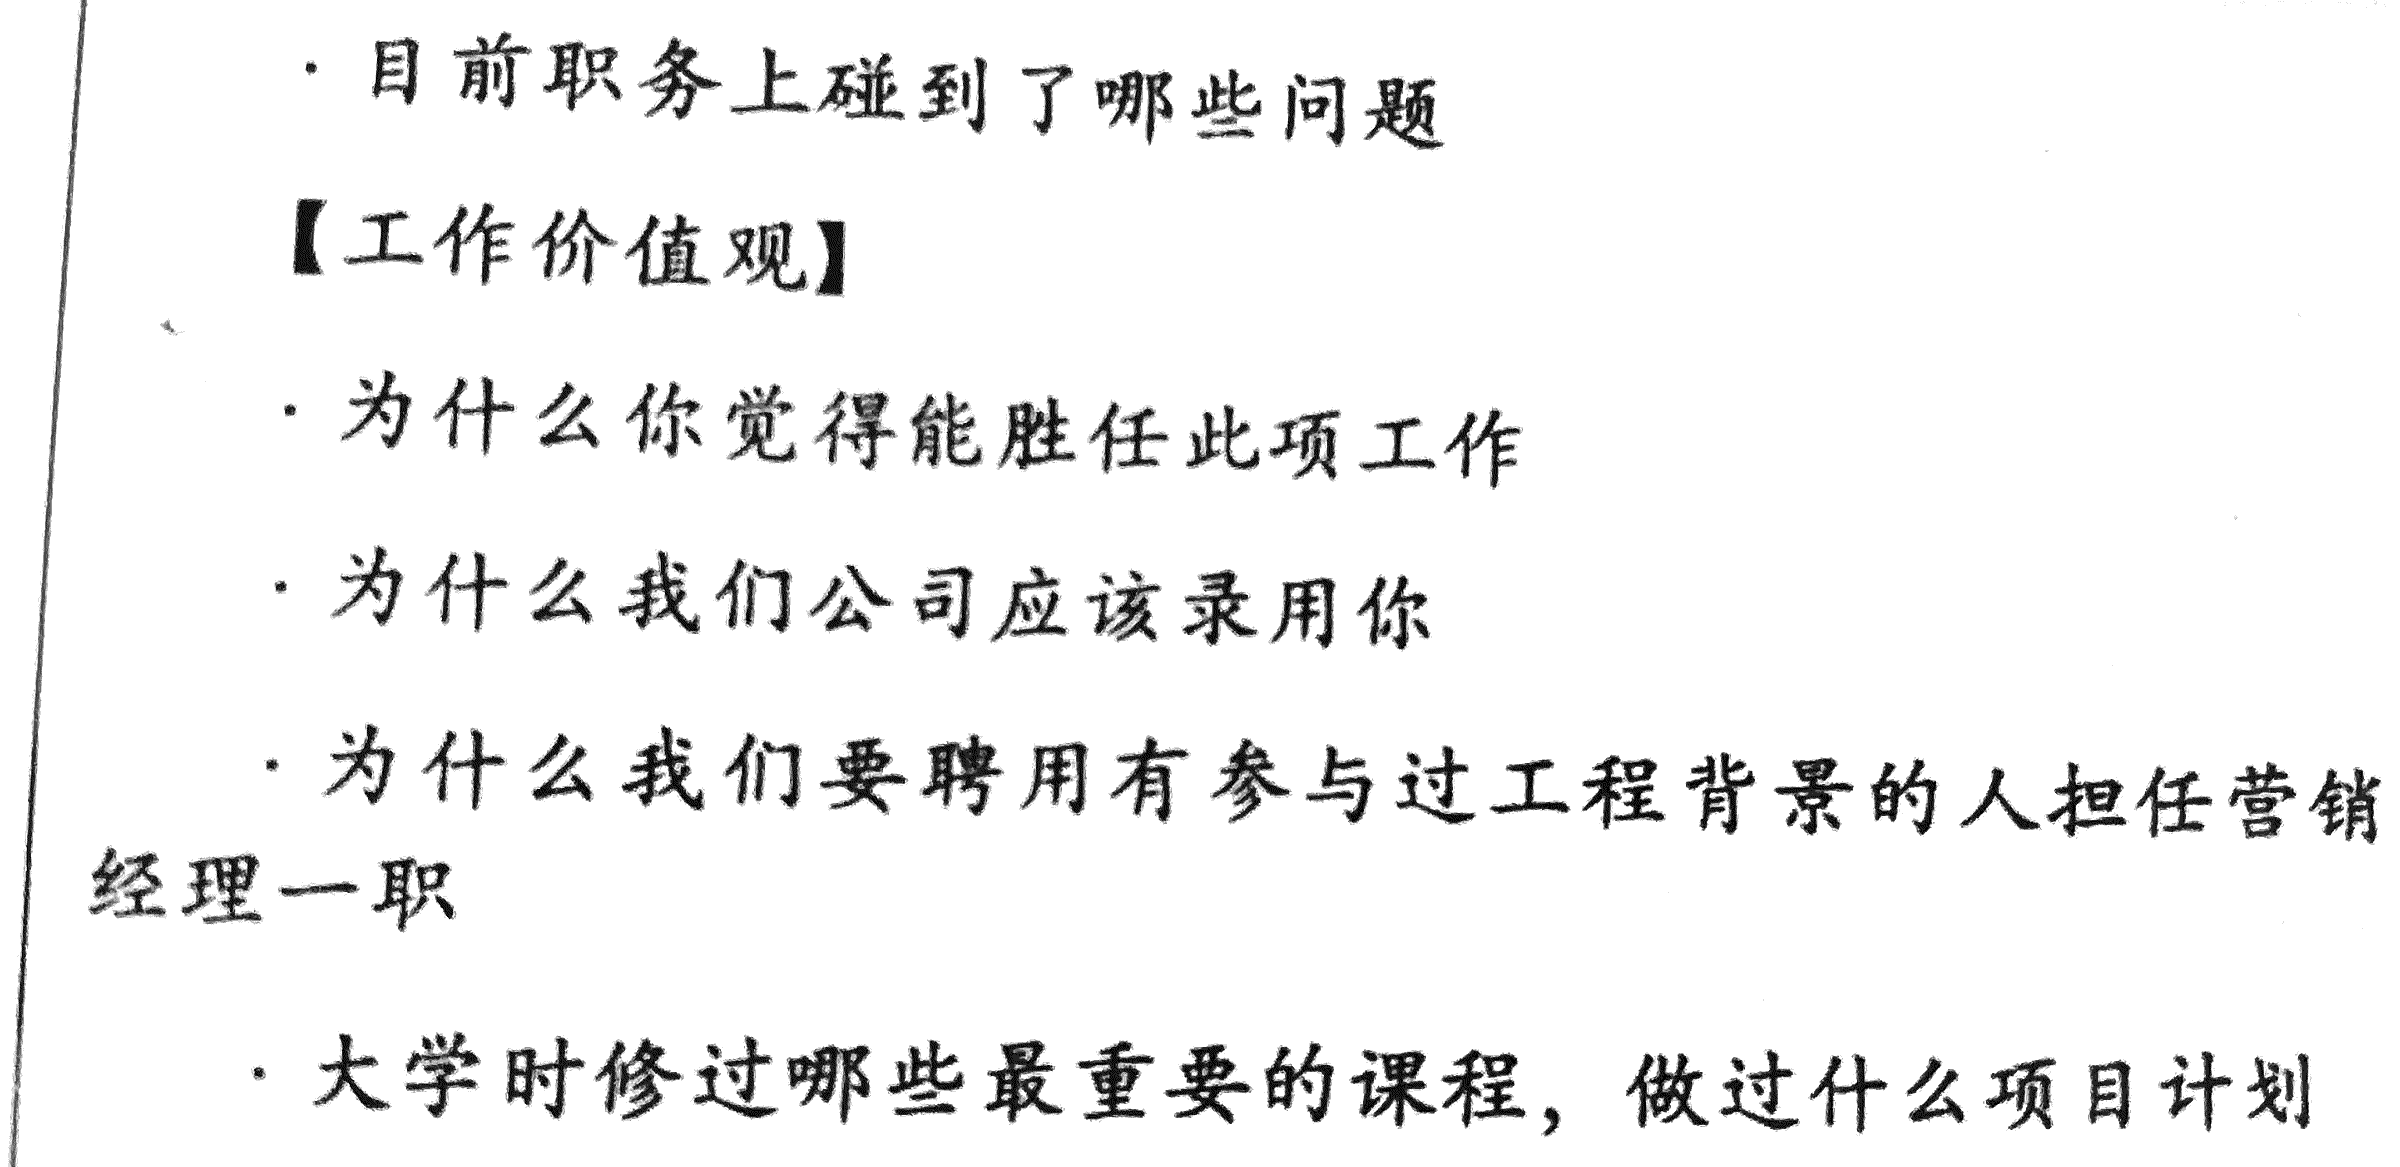 ·目前职务上碰到了哪些问题
【工作价值观】
·为什么你觉得能胜任此项工作
·为什么我们公司应该录用你
·为什么我们要聘用有参与过工程背景的人担任营销
经理一职
·大学时修过哪些最重要的课程，做过什么项目计划